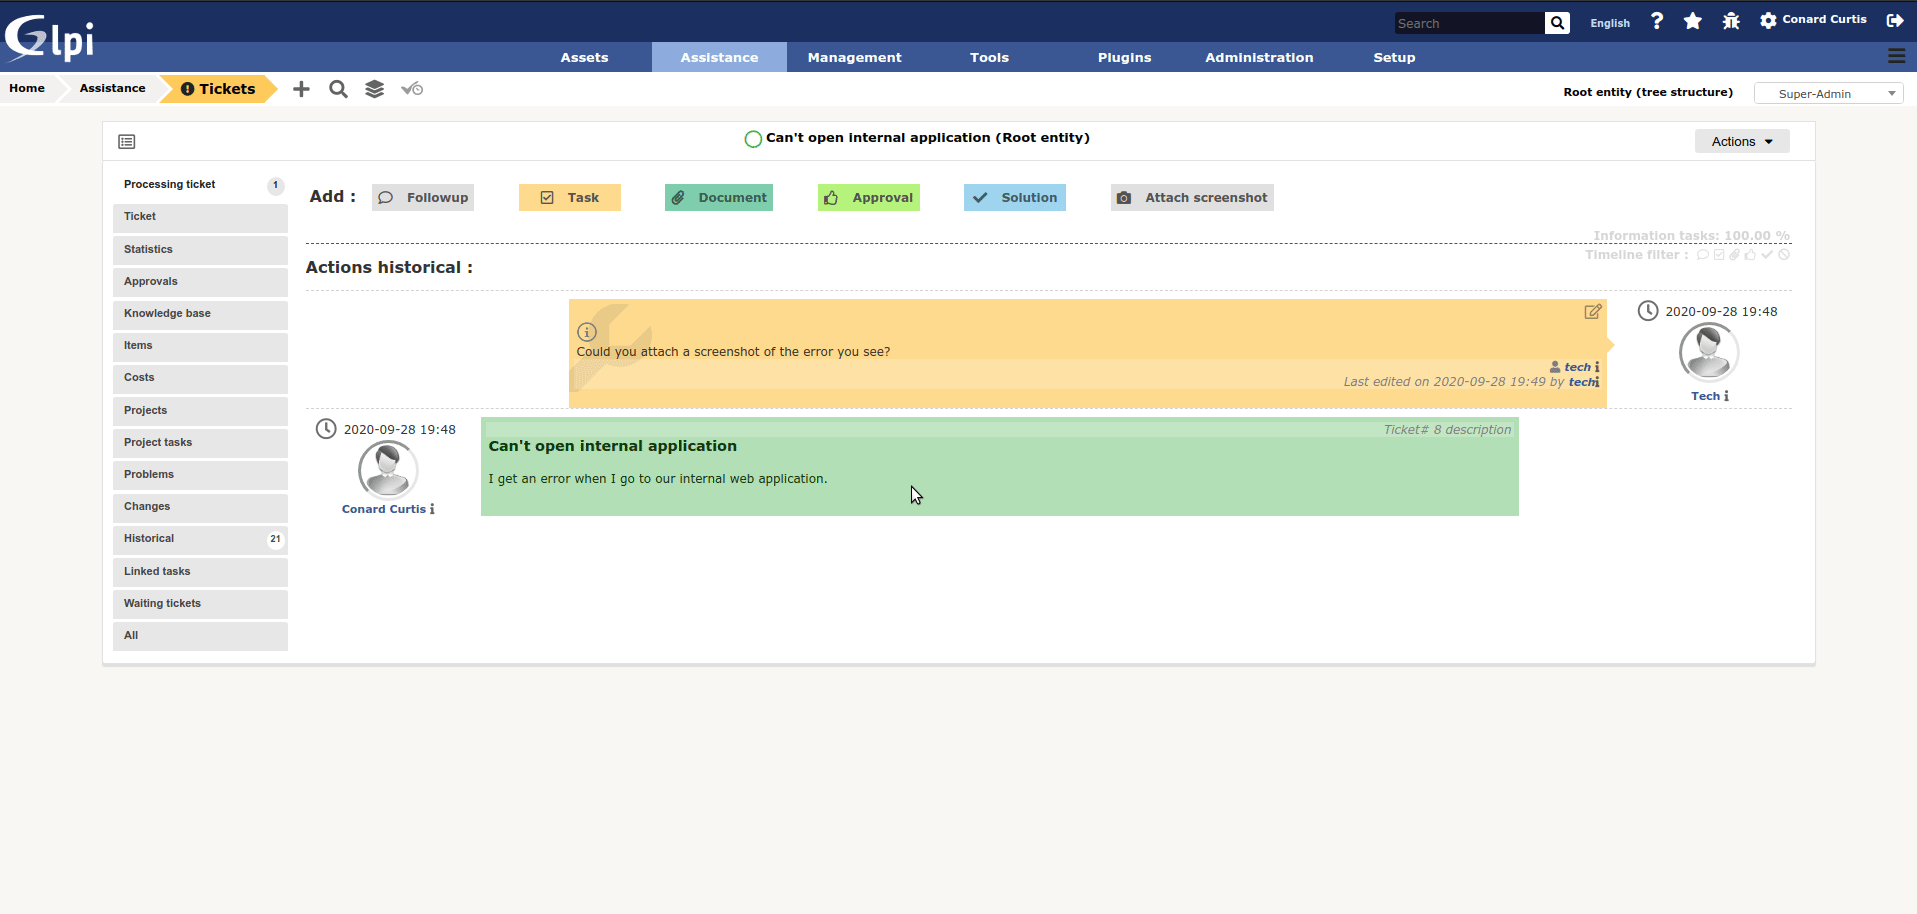 Glpi
Search
English
?
Conard Curtis
Assets
Assistance
Management
Tools
Plugins
Administration
Setup
Home
Assistance
Tickets
Root entity (tree structure)
Super-Admin
Can't open internal application (Root entity)
Actions
Processing ticket 1
Ticket
Statistics
Approvals
Knowledge base
Items
Costs
Projects
Project tasks
Problems
Changes
Historical 21
Linked tasks
Waiting tickets
All
Add :
Followup
Task
Document
Approval
Solution
Attach screenshot
Information tasks: 100.00 %
Timeline filter :
Actions historical :
Could you attach a screenshot of the error you see?
tech
Last edited on 2020-09-28 19:49 by tech
2020-09-28 19:48
Tech
2020-09-28 19:48
Conard Curtis
Ticket# 8 description
Can't open internal application
I get an error when I go to our internal web application.